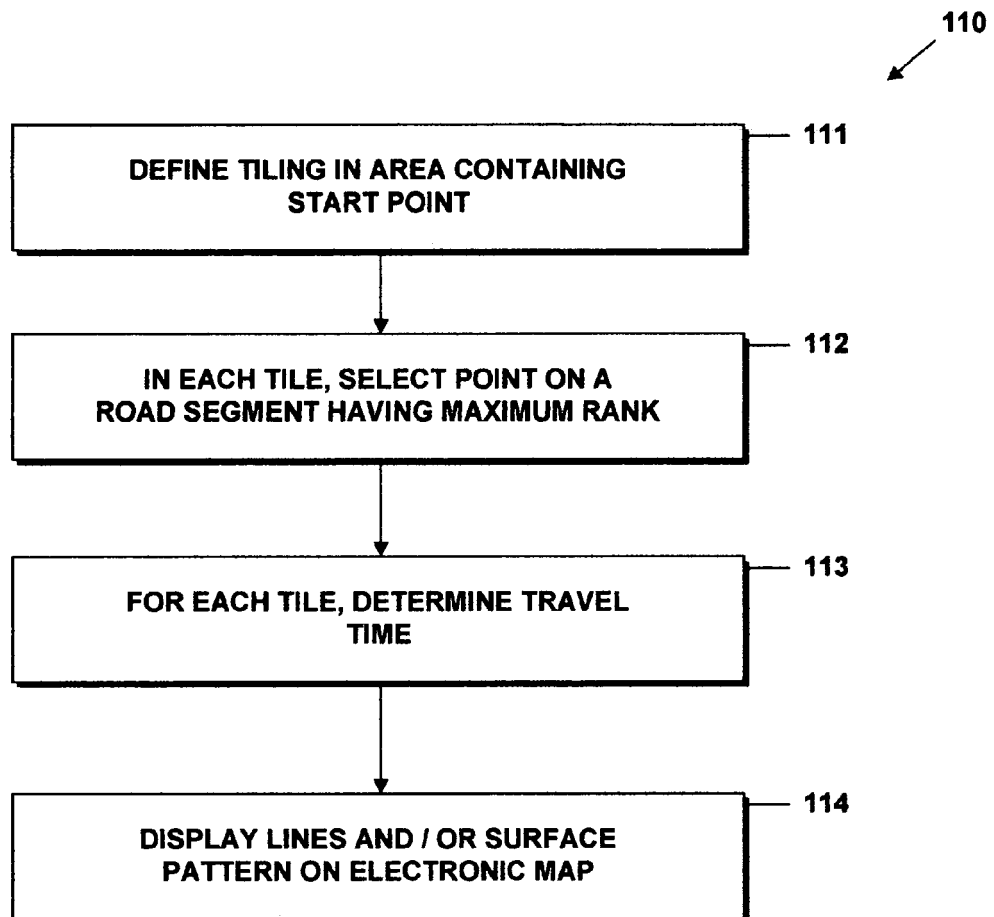 110
111
DEFINE TILING IN AREA CONTAINING
START POINT
112
IN EACH TILE, SELECT POINT ON A
ROAD SEGMENT HAVING MAXIMUM RANK
113
FOR EACH TILE, DETERMINE TRAVEL
TIME
114
DISPLAY LINES AND / OR SURFACE
PATTERN ON ELECTRONIC MAP